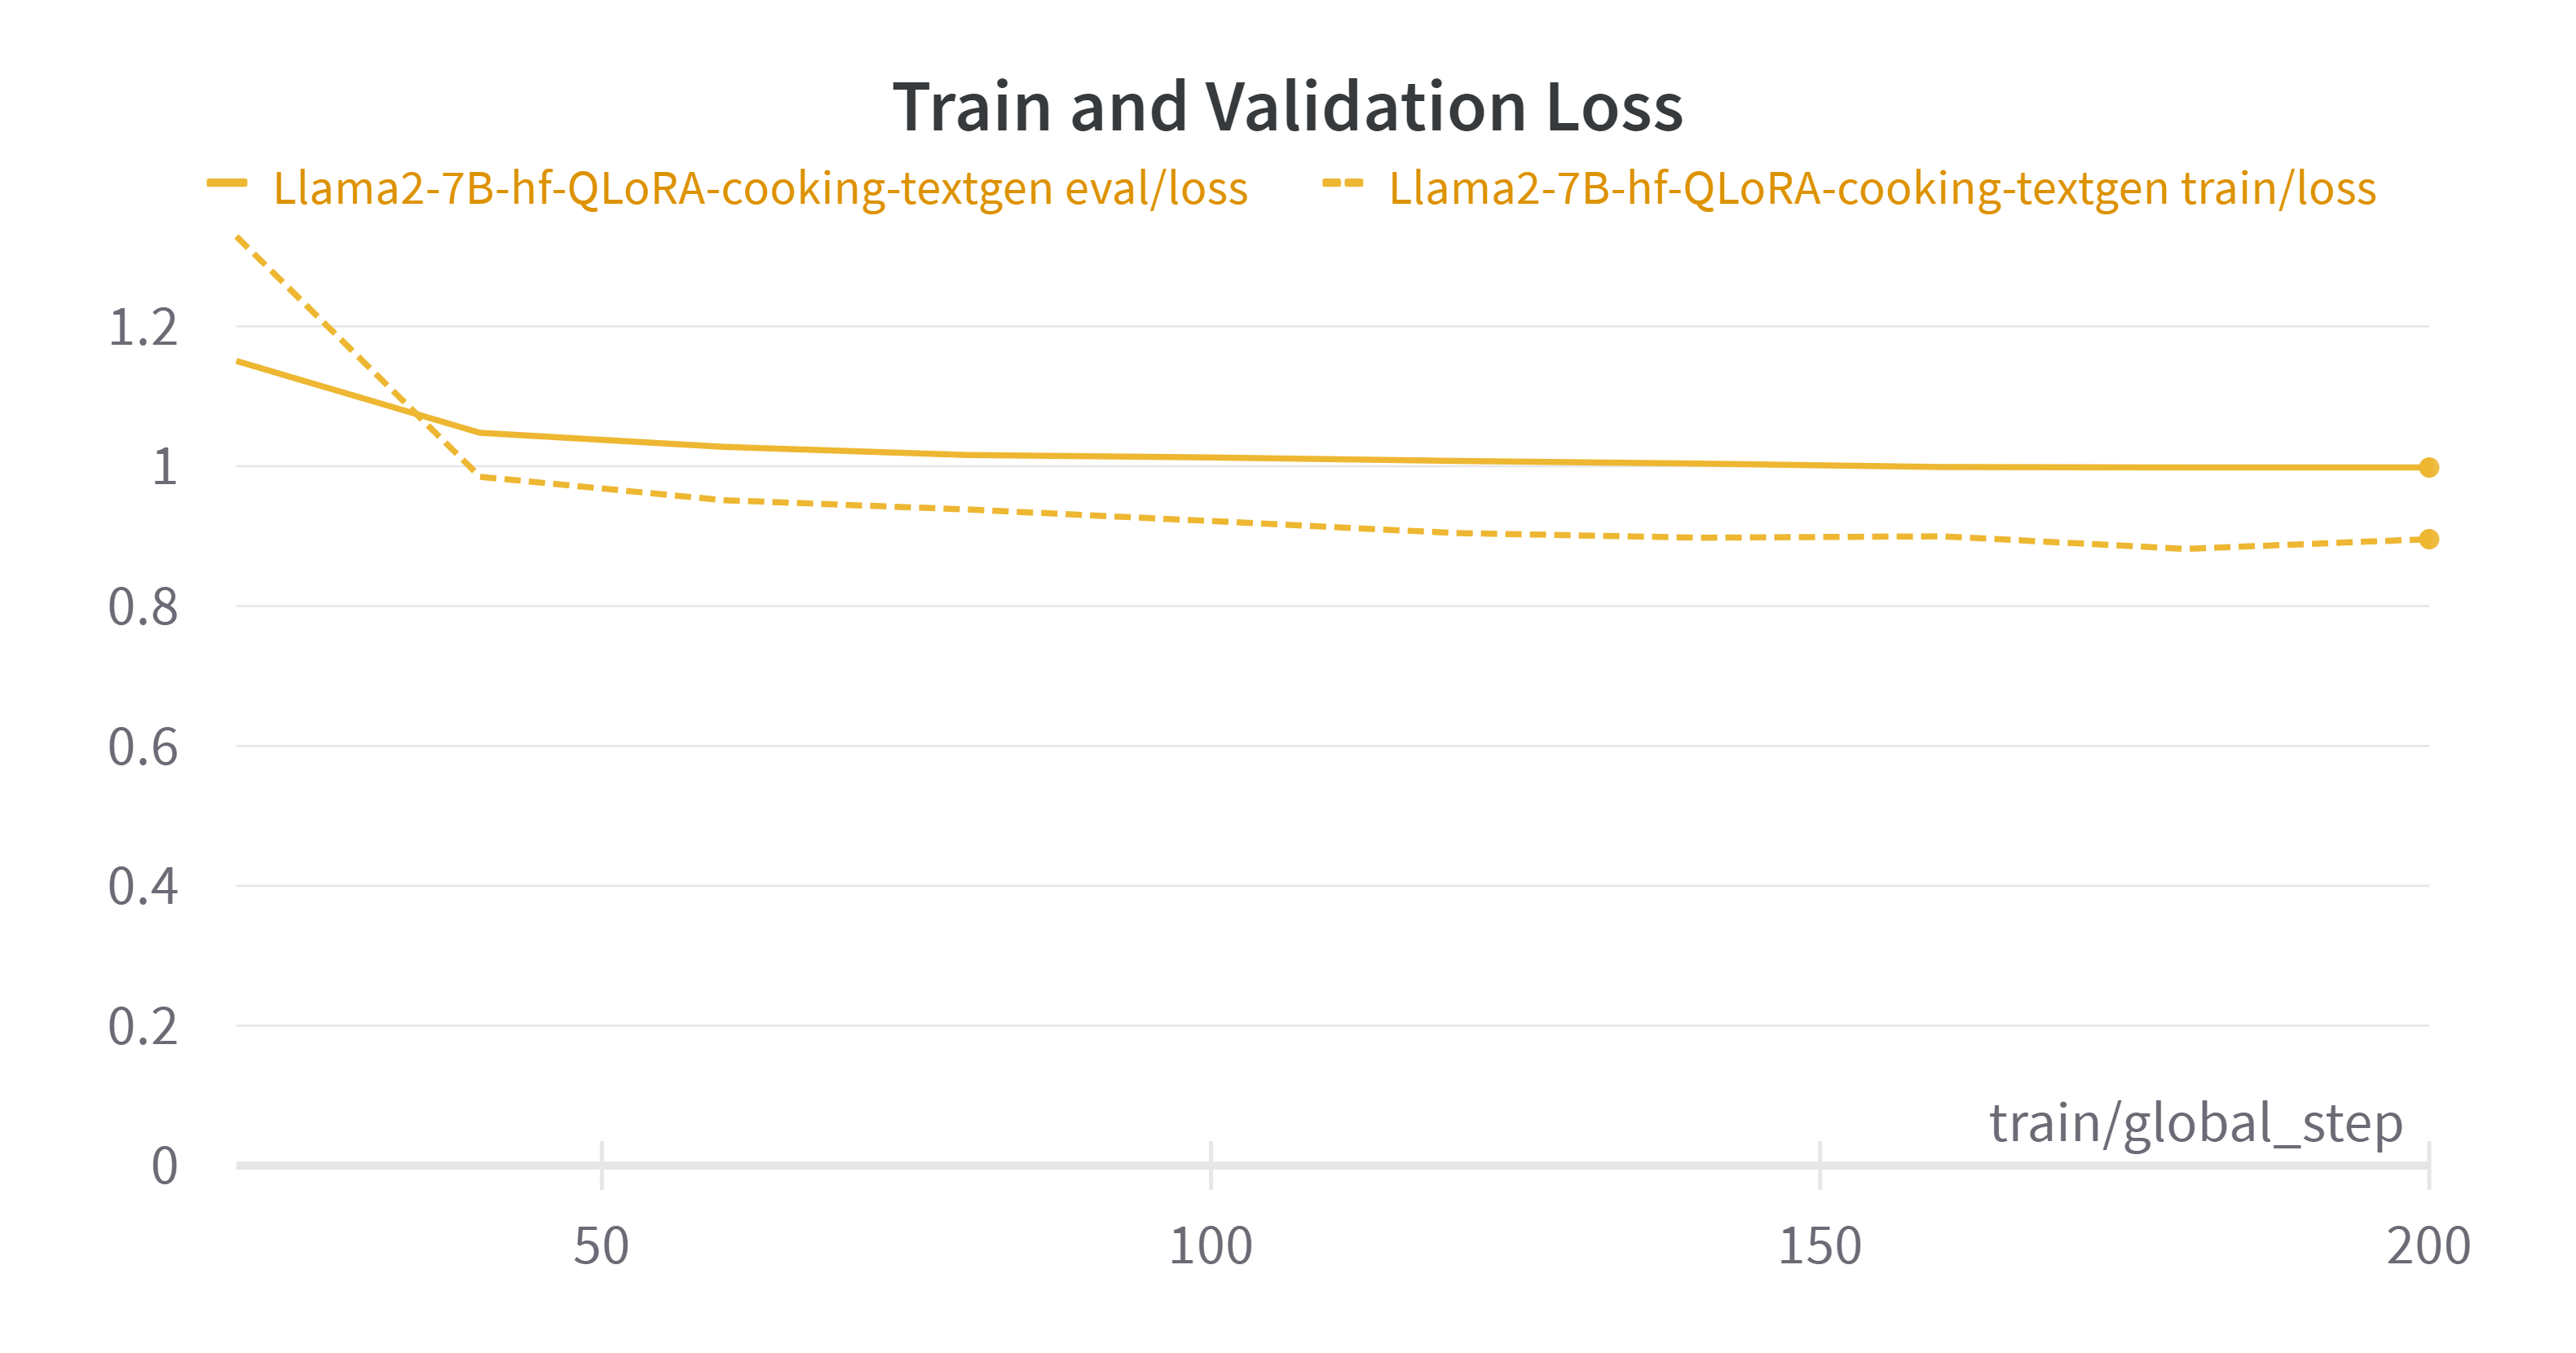 Train and Validation Loss
Llama2-7B-hf-QLoRA-cooking-textgen eval/loss Llama2-7B-hf-QLoRA-cooking-textgen train/loss
1.2
1
0.8
0.6
0.4
0.2
train/global_step
0
50 100 150 200